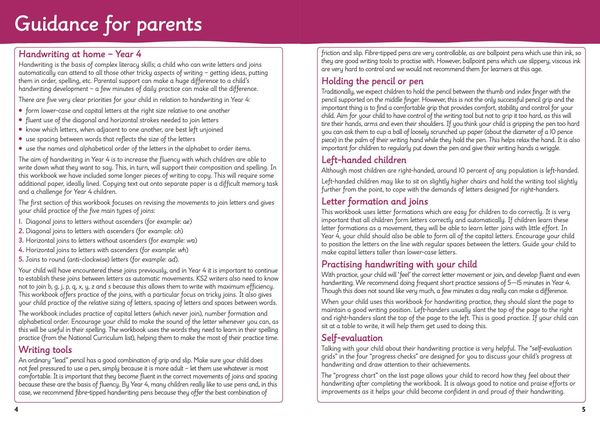 Guidance for parents
Handwriting at home – Year 4
Handwriting is the basis of complex literacy skills; a child who can write letters and joins
automatically can attend to all those other tricky aspects of writing – getting ideas, putting
them in order, spelling, etc. Parental support can make a huge difference to a child's
handwriting development – a few minutes of daily practice can make all the difference.
There are five very clear priorities for your child in relation to handwriting in Year 4:
• form lower-case and capital letters at the right size relative to one another
• fluent use of the diagonal and horizontal strokes needed to join letters
• know which letters, when adjacent to one another, are best left unjoined
• use spacing between words that reflects the size of the letters
• use the names and alphabetical order of the letters in the alphabet to order items.
The aim of handwriting in Year 4 is to increase the fluency with which children are able to
write down what they want to say. This, in turn, will support their composition and spelling. In
this workbook we have included some longer pieces of writing to copy. This will require some
additional paper, ideally lined. Copying text out onto separate paper is a difficult memory task
and a challenge for Year 4 children.
The first section of this workbook focuses on revising the movements to join letters and gives
your child practice of the five main types of joins:
1. Diagonal joins to letters without ascenders (for example: ae)
2. Diagonal joins to letters with ascenders (for example: ch)
3. Horizontal joins to letters without ascenders (for example: wa)
4. Horizontal joins to letters with ascenders (for example: wh)
5. Joins to round (anti-clockwise) letters (for example: ad).
Your child will have encountered these joins previously, and in Year 4 it is important to continue
to establish these joins between letters as automatic movements. KS2 writers also need to know
not to join b, g, j, p, q, x, y, z and s because this allows them to write with maximum efficiency.
This workbook offers practice of the joins, with a particular focus on tricky joins. It also gives
your child practice of the relative sizing of letters, spacing of letters and spaces between words.
The workbook includes practice of capital letters (which never join), number formation and
alphabetical order. Encourage your child to make the sound of the letter whenever you can, as
this will be useful in their spelling. The workbook uses the words they need to learn in their spelling
practice (from the National Curriculum list), helping them to make the most of their practice time.
Writing tools
An ordinary "lead" pencil has a good combination of grip and slip. Make sure your child does
not feel pressured to use a pen, simply because it is more adult – let them use whatever is most
comfortable. It is important that they become fluent in the correct movements of joins and spacing
because these are the basis of fluency. By Year 4, many children really like to use pens and, in this
case, we recommend fibre-tipped handwriting pens because they offer the best combination of
4
friction and slip. Fibre-tipped pens are very controllable, as are ballpoint pens which use thin ink, so
they are good writing tools to practise with. However, ballpoint pens which use slippery, viscous ink
are very hard to control and we would not recommend them for learners at this age.
Holding the pencil or pen
Traditionally, we expect children to hold the pencil between the thumb and index finger with the
pencil supported on the middle finger. However, this is not the only successful pencil grip and the
important thing is to find a comfortable grip that provides comfort, stability and control for your
child. Aim for your child to have control of the writing tool but not to grip it too hard, as this will
tire their hands, arms and even their shoulders. If you think your child is gripping the pen too hard
you can ask them to cup a ball of loosely scrunched up paper (about the diameter of a 10 pence
piece) in the palm of their writing hand while they hold the pen. This helps relax the hand. It is also
important for children to regularly put down the pen and give their writing hands a wriggle.
Left-handed children
Although most children are right-handed, around 10 percent of any population is left-handed.
Left-handed children may like to sit on slightly higher chairs and hold the writing tool slightly
further from the point, to cope with the demands of letters designed for right-handers.
Letter formation and joins
This workbook uses letter formations which are easy for children to do correctly. It is very
important that all children form letters correctly and automatically. If children learn these
letter formations as a movement, they will be able to learn letter joins with little effort. In
Year 4, your child should also be able to form all of the capital letters. Encourage your child
to position the letters on the line with regular spaces between the letters. Guide your child to
make capital letters taller than lower-case letters.
Practising handwriting with your child
With practice, your child will 'feel' the correct letter movement or join, and develop fluent and even
handwriting. We recommend doing frequent short practice sessions of 5–15 minutes in Year 4.
Though this does not sound like very much, a few minutes a day really can make a difference.
When your child uses this workbook for handwriting practice, they should slant the page to
maintain a good writing position. Left-handers usually slant the top of the page to the right
and right-handers slant the top of the page to the left. This is good practice. If your child can
sit at a table to write, it will help them get used to doing this.
Self-evaluation
Talking with your child about their handwriting practice is very helpful. The "self-evaluation
grids" in the four "progress checks" are designed for you to discuss your child's progress at
handwriting and draw attention to their achievements.
The "progress chart" on the last page allows your child to record how they feel about their
handwriting after completing the workbook. It is always good to notice and praise efforts or
improvements as it helps your child become confident in and proud of their handwriting.
5